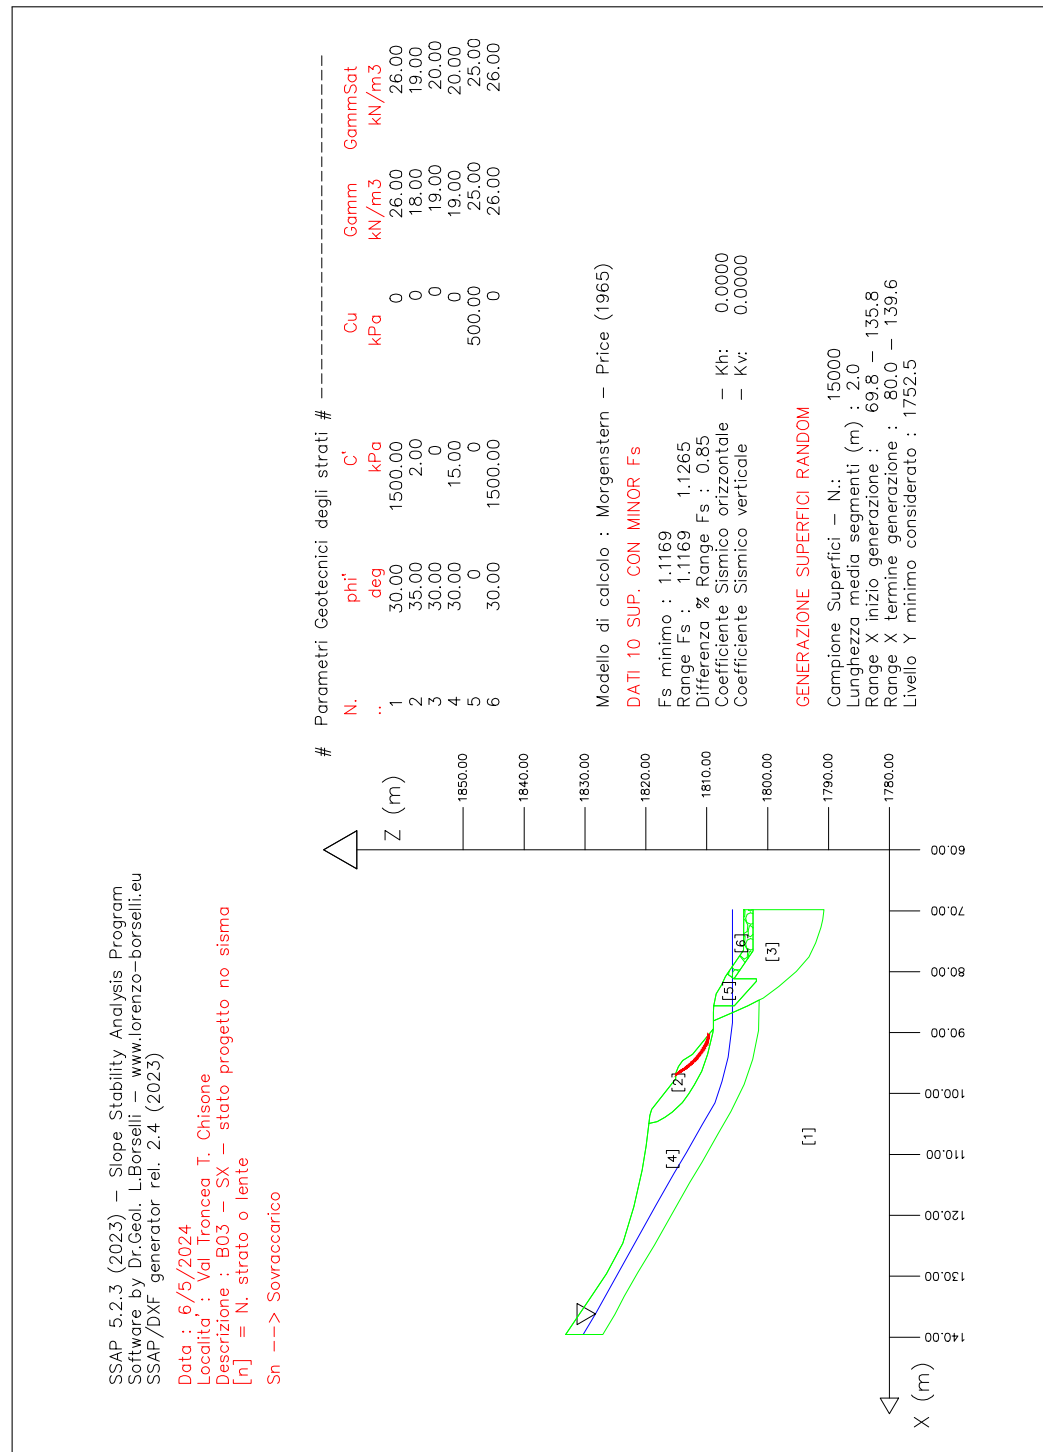 SSAP 5.2.3 (2023) – Slope Stability Analysis Program
Software by Dr.Geol. L.Borselli – www.lorenzo-borselli.eu
SSAP/DXF generator rel. 2.4 (2023)
Data : 6/5/2024
Localita' : Val Troncea T. Chisone
Descrizione : B03 – SX – stato progetto no sisma
[n] = N. strato o lente
Sn --> Sovraccarico
# Parametri Geotecnici degli strati # ------------------------
N. phi' C' Cu Gamm GammSat
.. deg kPa kPa kN/m3 kN/m3
1 30.00 1500.00 0 26.00 26.00
2 35.00 2.00 0 18.00 19.00
3 30.00 0 0 19.00 20.00
4 30.00 15.00 0 19.00 20.00
5 0 0 500.00 25.00 25.00
6 30.00 1500.00 0 26.00 26.00
Modello di calcolo : Morgenstern – Price (1965)
DATI 10 SUP. CON MINOR Fs
Fs minimo : 1.1169
Range Fs : 1.1169 1.1265
Differenza % Range Fs : 0.85
Coefficiente Sismico orizzontale – Kh: 0.0000
Coefficiente Sismico verticale – Kv: 0.0000
GENERAZIONE SUPERFICI RANDOM
Campione Superfici – N.: 15000
Lunghezza media segmenti (m) : 2.0
Range X inizio generazione : 69.8 – 135.8
Range X termine generazione : 80.0 – 139.6
Livello Y minimo considerato : 1752.5
Z (m)
1850.00
1840.00
1830.00
1820.00
1810.00
1800.00
1790.00
1780.00
[2]
[4]
[1]
[5]
[6]
[3]
X (m)
140.00
130.00
120.00
110.00
100.00
90.00
80.00
70.00
60.00